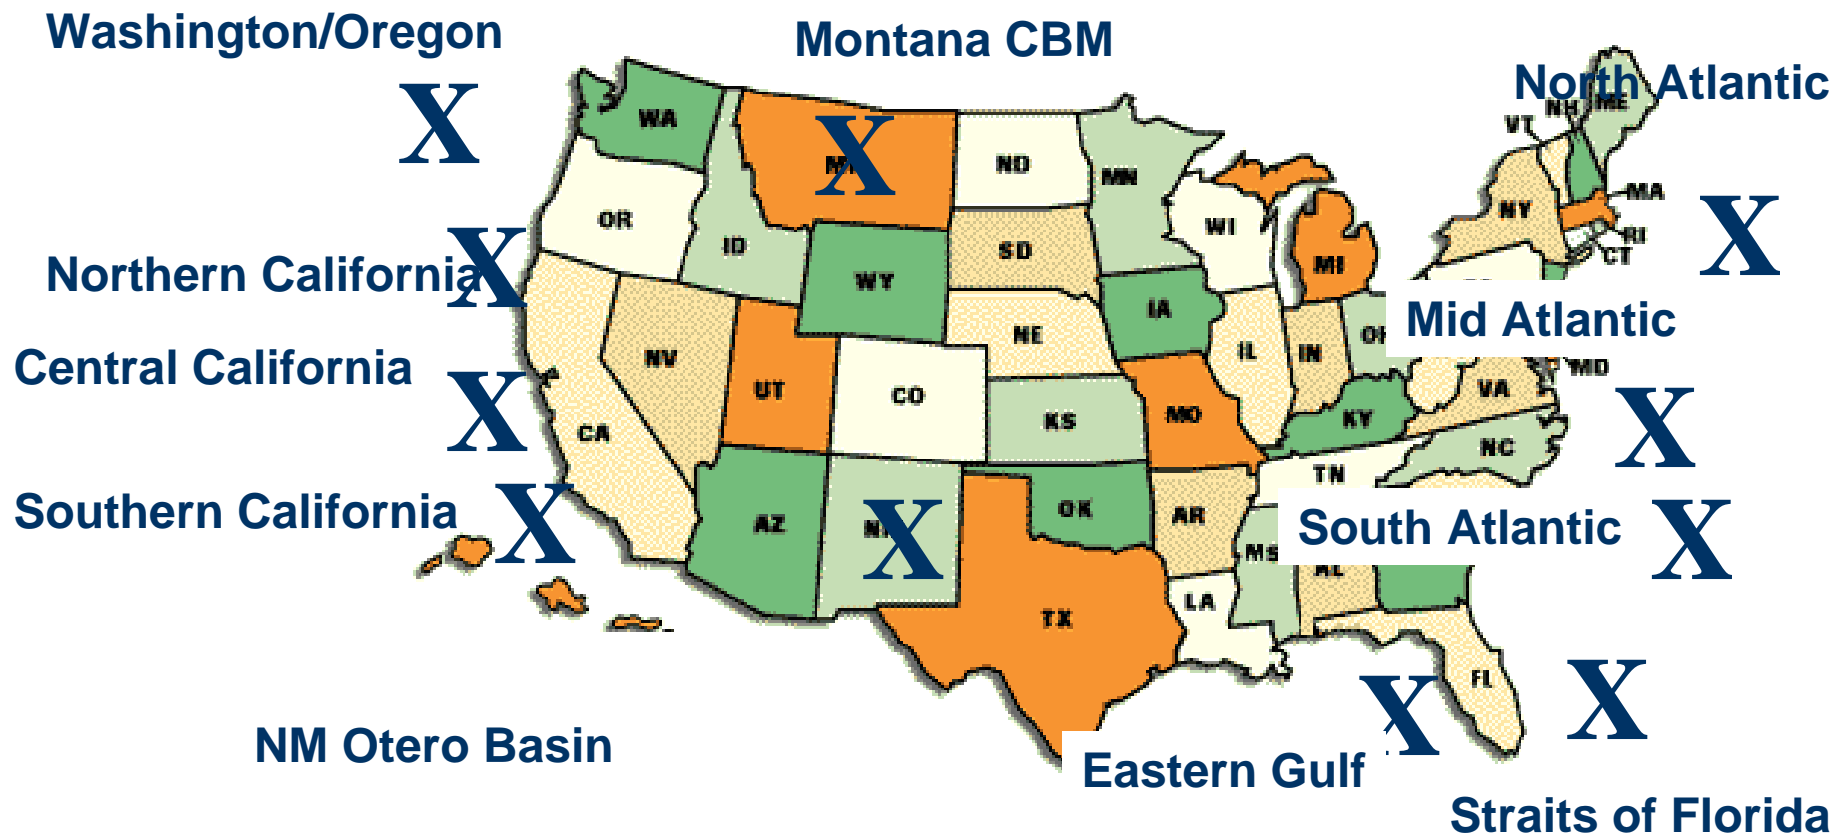 Washington/Oregon
Montana CBM
North Atlantic
X
WA
X
ND
MN
VT
NH
ME
OR
ID
SD
WI
MI
NY
MA
RI
CT
X
Northern California
X
WY
NE
IA
Mid Atlantic
Central California
X
NV
UT
CO
KS
MO
IL
IN
OH
MD
VA
KY
X
CA
NC
TN
Southern California
X
AZ
X
OK
AR
South Atlantic
X
MS
AL
TX
LA
FL
X
X
NM Otero Basin
Eastern Gulf
Straits of Florida